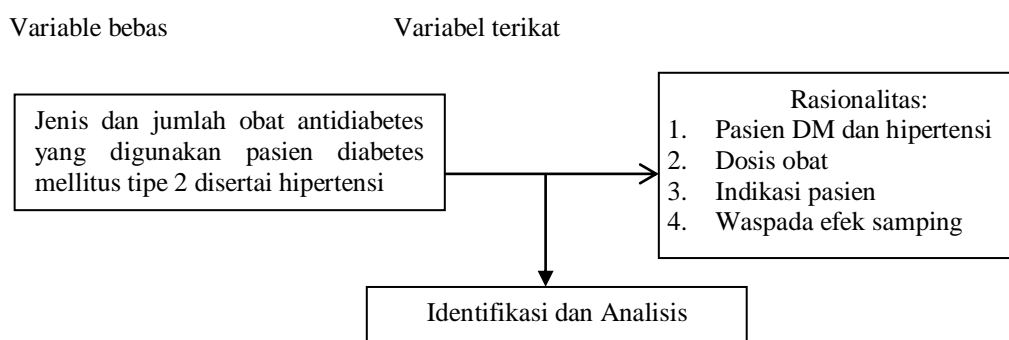 Variable bebas
Variabel terikat
Jenis dan jumlah obat antidiabetes
yang digunakan pasien diabetes
mellitus tipe 2 disertai hipertensi
Rasionalitas:
1. Pasien DM dan hipertensi
2. Dosis obat
3. Indikasi pasien
4. Waspada efek samping
Identifikasi dan Analisis